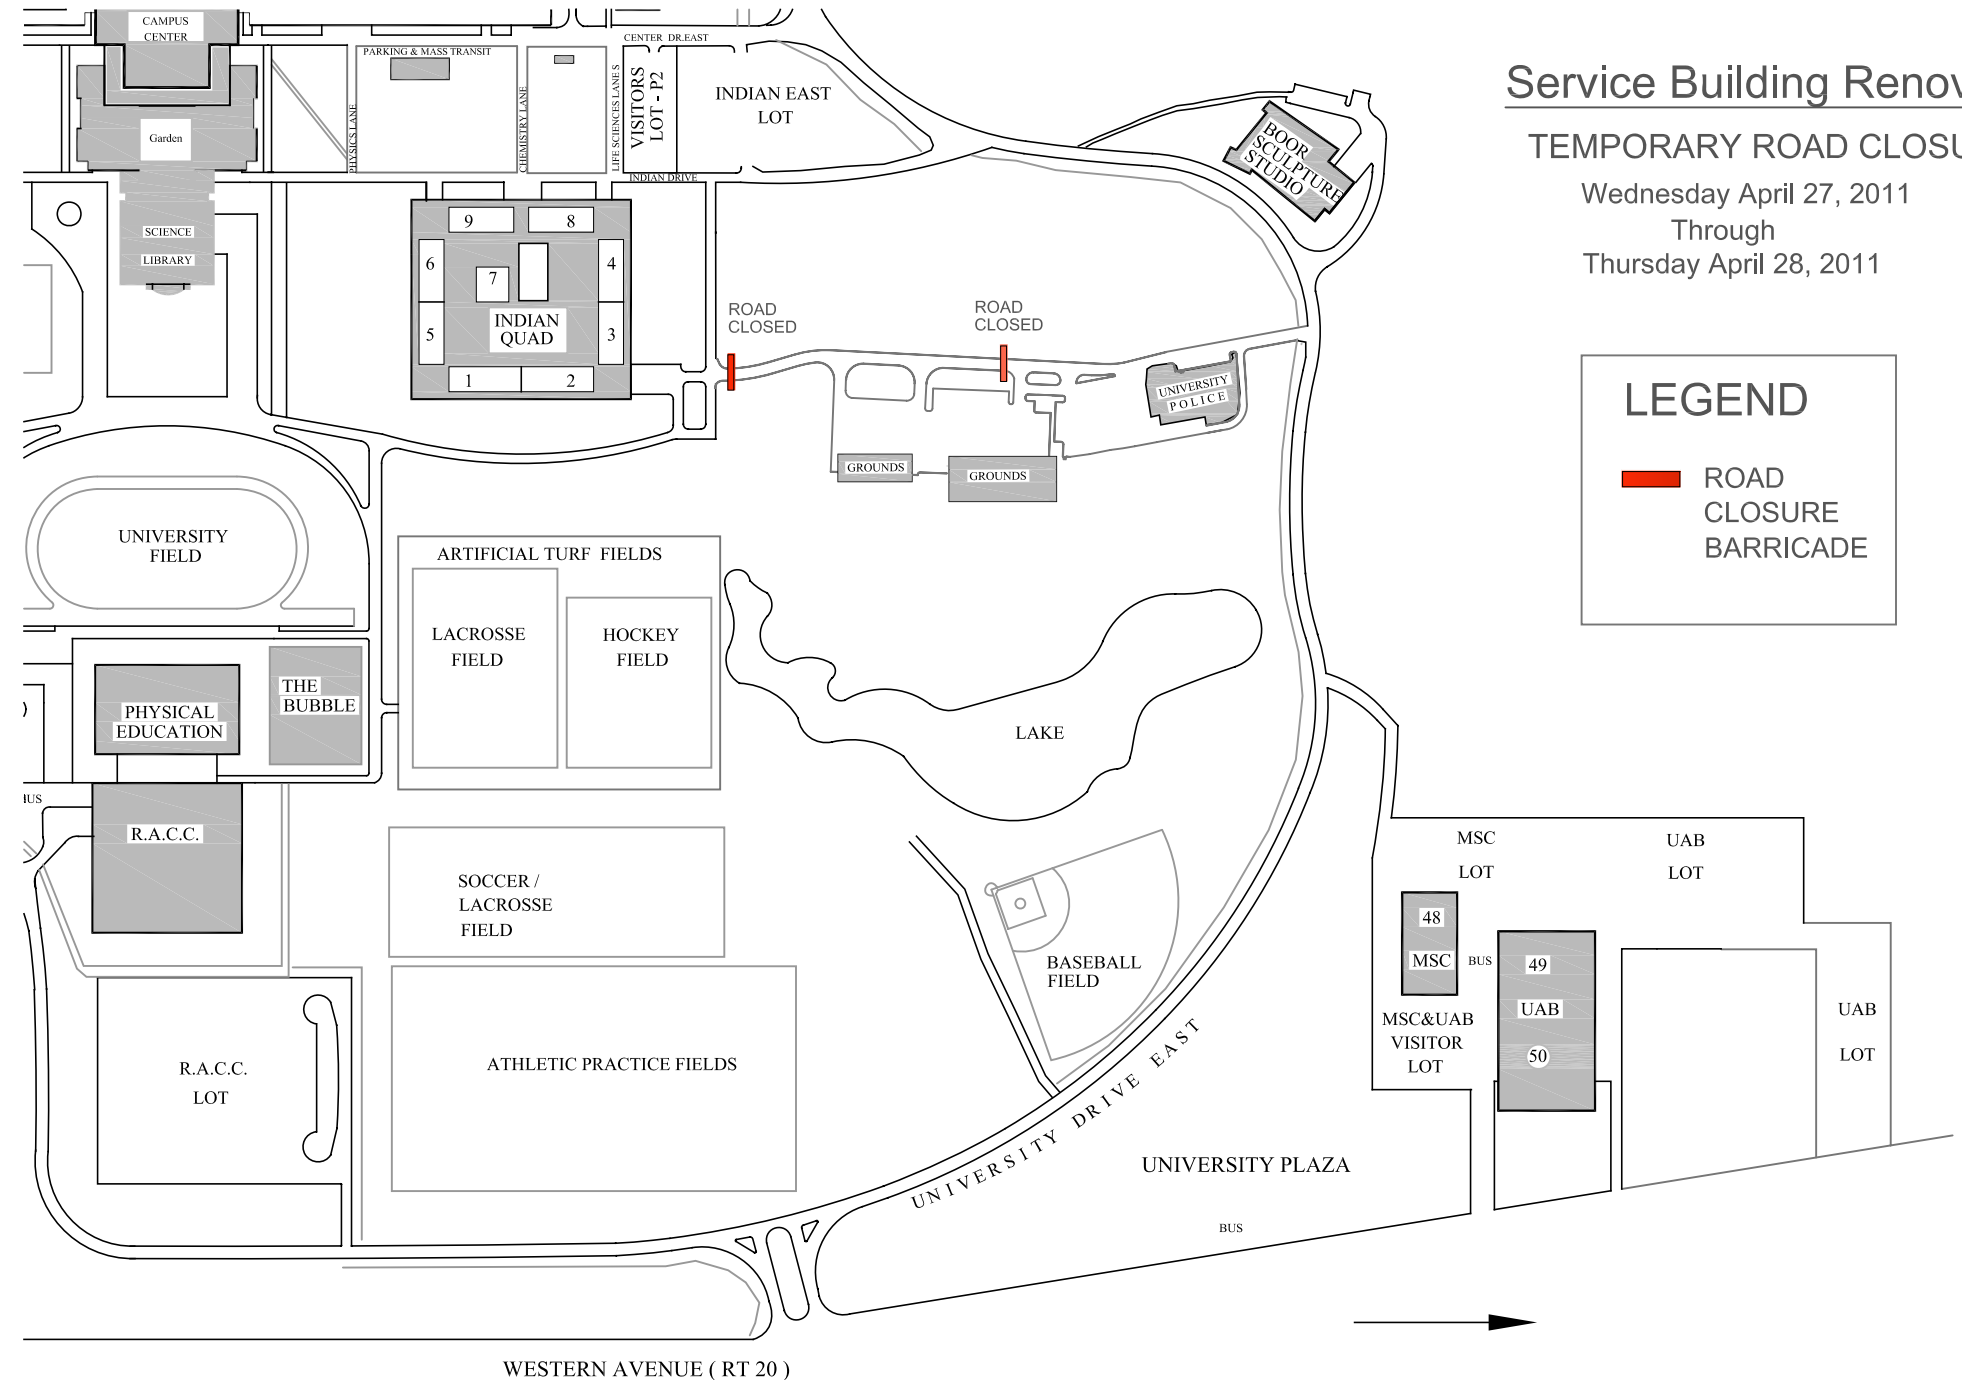 CAMPUS
CENTER
Garden
SCIENCE
LIBRARY
PARKING & MASS TRANSIT
PHYSICS LANE
CHEMISTRY LANE
LIFE SCIENCES LANE S
CENTER DR.EAST
VISITORS
LOT - P2
INDIAN EAST
LOT
INDIAN DRIVE
BOOR
SCULPTURE
STUDIO
Service Building Renov
TEMPORARY ROAD CLOSU
Wednesday April 27, 2011
Through
Thursday April 28, 2011
9
8
6
7
4
5
INDIAN
QUAD
3
1
2
ROAD
CLOSED
ROAD
CLOSED
UNIVERSITY
POLICE
GROUNDS
GROUNDS
LEGEND
ROAD
CLOSURE
BARRICADE
UNIVERSITY
FIELD
ARTIFICIAL TURF FIELDS
LACROSSE
FIELD
HOCKEY
FIELD
THE
BUBBLE
PHYSICAL
EDUCATION
LAKE
R.A.C.C.
SOCCER /
LACROSSE
FIELD
BASEBALL
FIELD
MSC
LOT
UAB
LOT
48
MSC
BUS
49
UAB
50
MSC&UAB
VISITOR
LOT
UAB
LOT
R.A.C.C.
LOT
ATHLETIC PRACTICE FIELDS
UNIVERSITY DRIVE EAST
UNIVERSITY PLAZA
BUS
WESTERN AVENUE ( RT 20 )